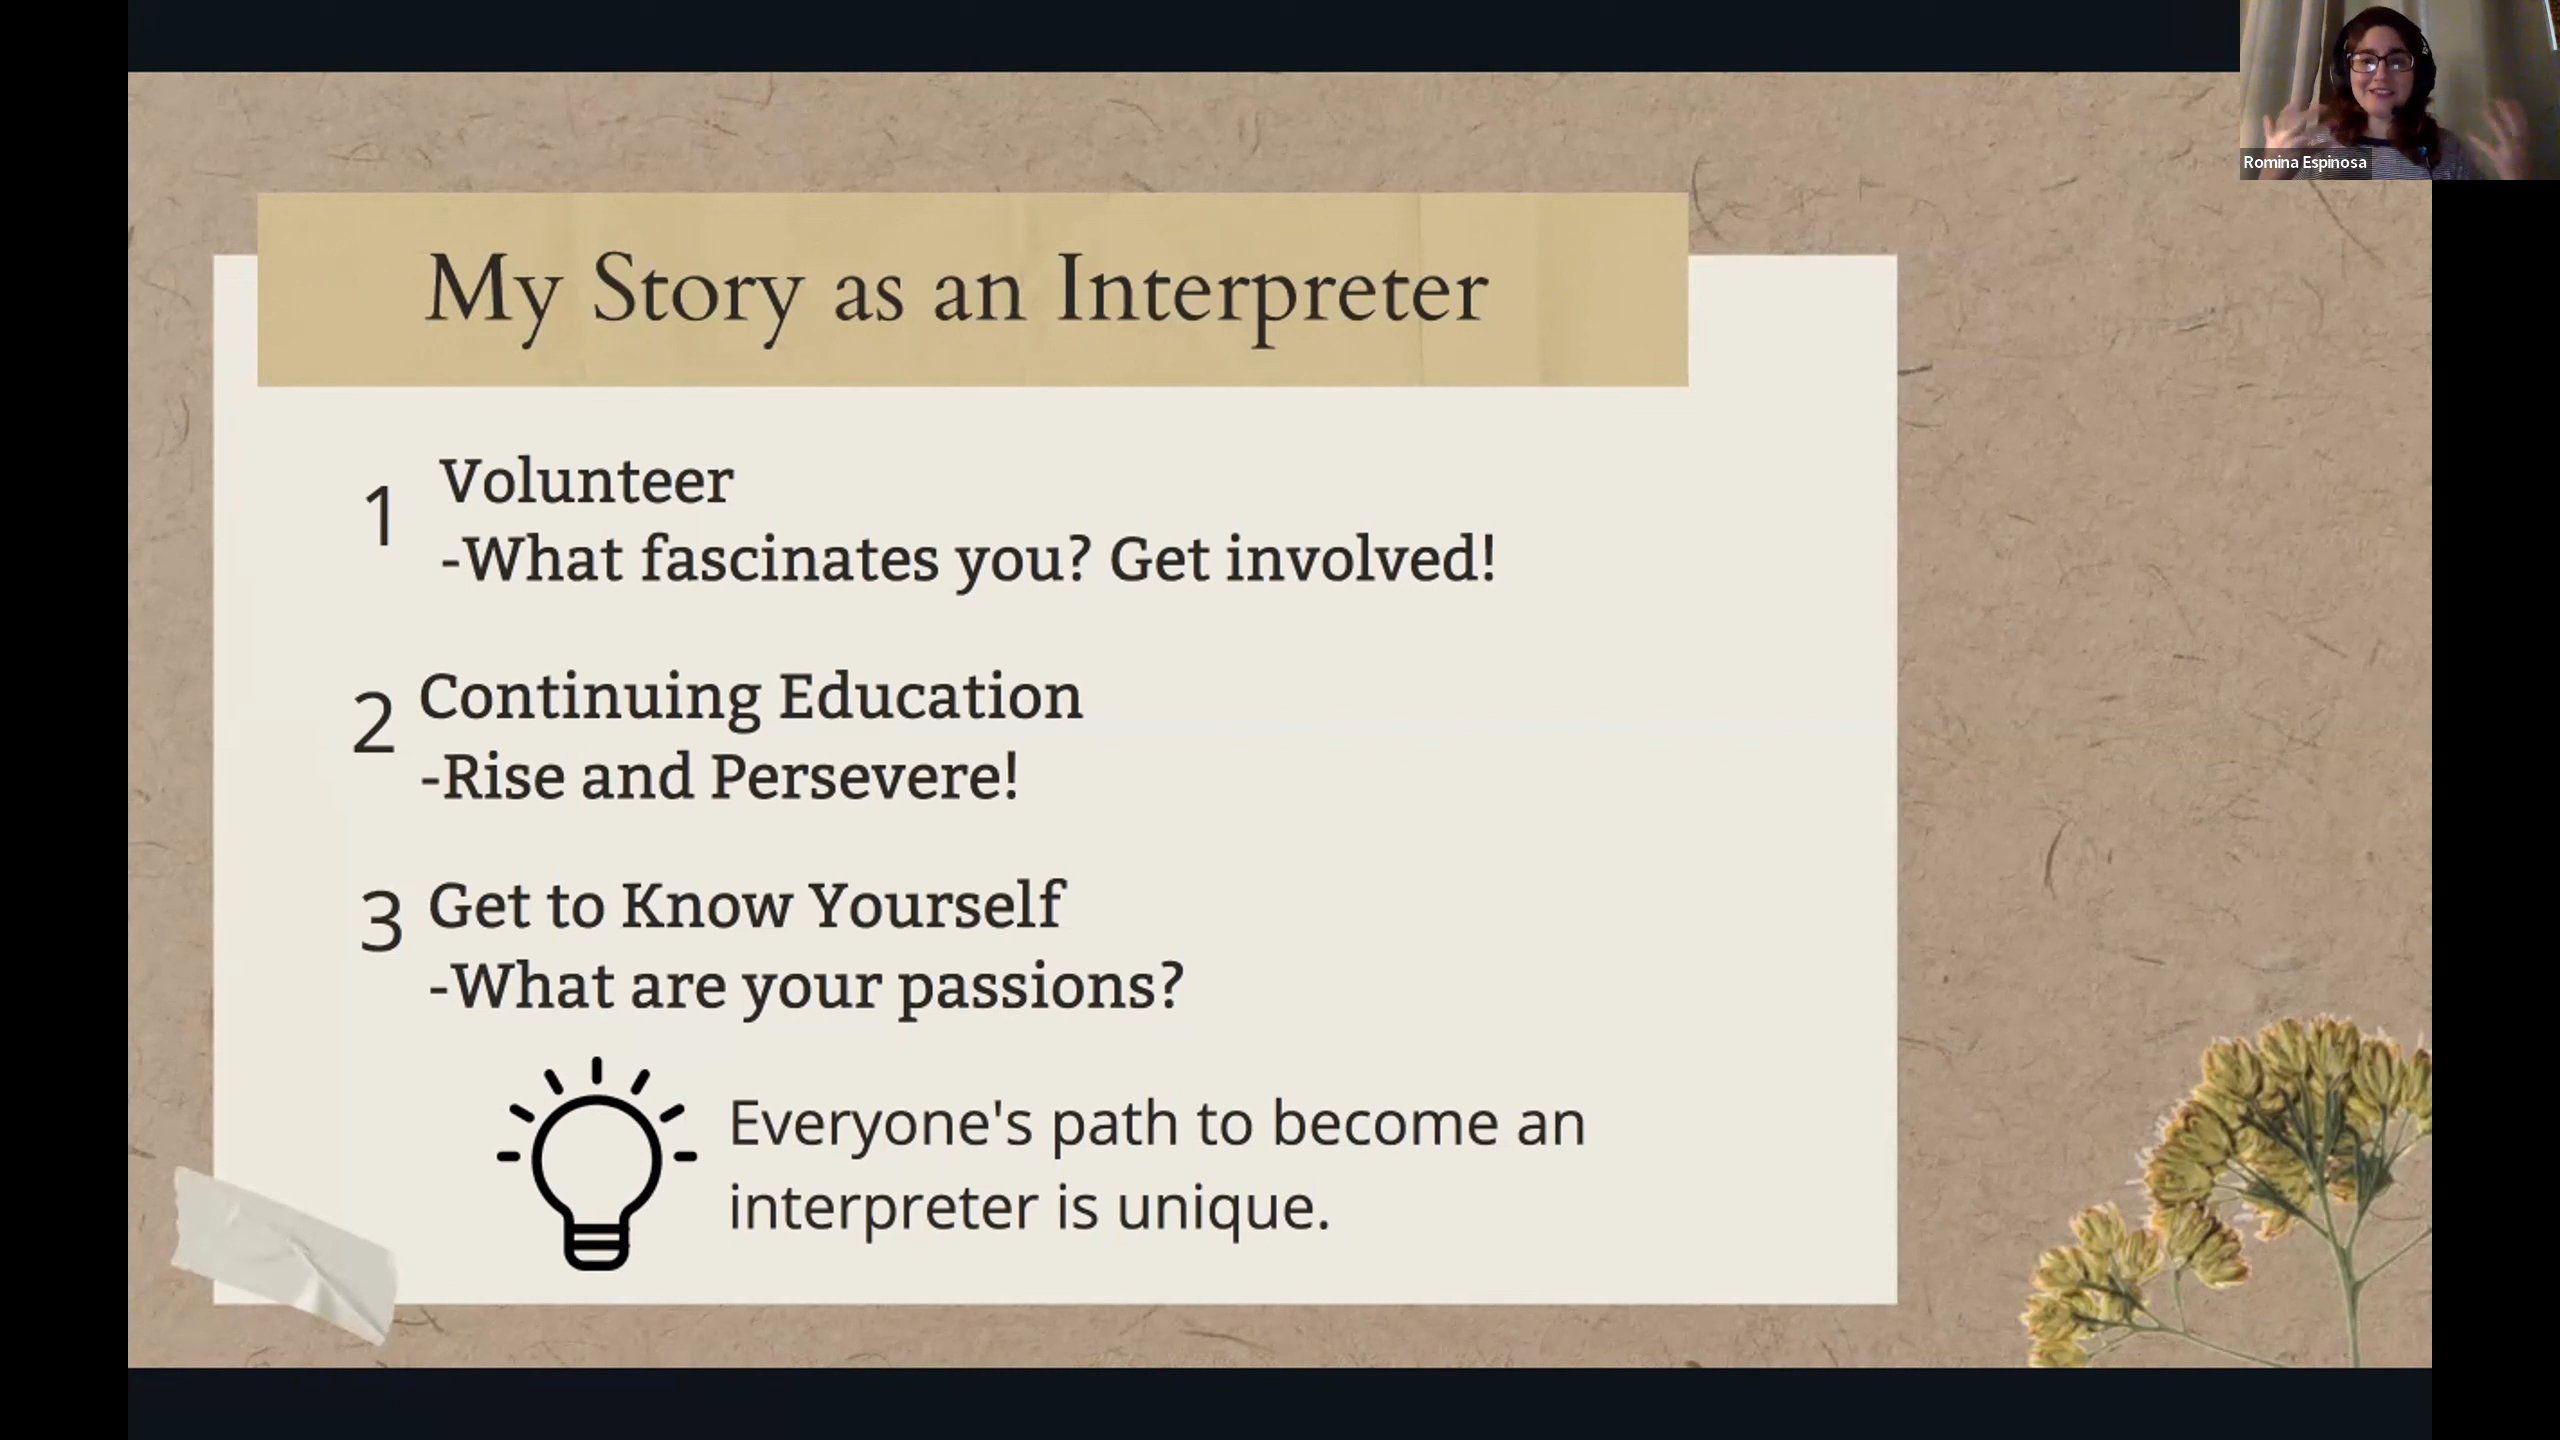 Romina Espinosa
My Story as an Interpreter
1 Volunteer
-What fascinates you? Get involved!
2 Continuing Education
-Rise and Persevere!
3 Get to Know Yourself
-What are your passions?
Everyone's path to become an
interpreter is unique.